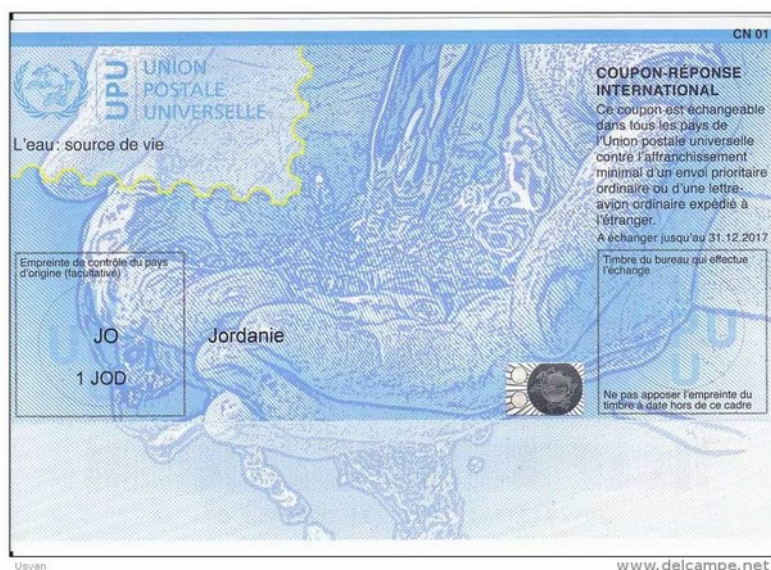 CN 01
UPU
UNION
POSTALE
UNIVERSELLE
L'eau: source de vie
COUPON-RÉPONSE
INTERNATIONAL
Ce coupon est échangeable
dans tous les pays de
l'Union postale universelle
contre l'affranchissement
minimal d'un envoi prioritaire
ordinaire ou d'une lettre-
avion ordinaire expédié à
l'étranger.
A échanger jusqu'au 31.12.2017
Empreinte de contrôle du pays
d'origine (facultative)
JO
1 JOD
Jordanie
Timbre du bureau qui effectue
l'échange
UPU
U
Ne pas apposer l'empreinte du
timbre à date hors de ce cadre
Usvan
www.delcampe.net